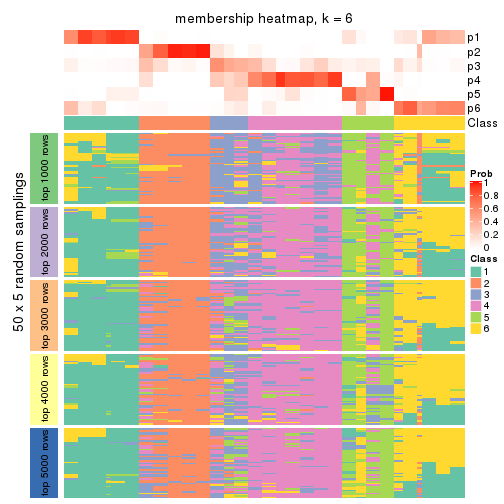 membership heatmap, k = 6
p1
p2
p3
p4
p5
p6
Class
50 x 5 random samplings
top 1000 rows
top 2000 rows
top 3000 rows
top 4000 rows
top 5000 rows
Prob
1
0.8
0.6
0.4
0.2
0
Class
1
2
3
4
5
6